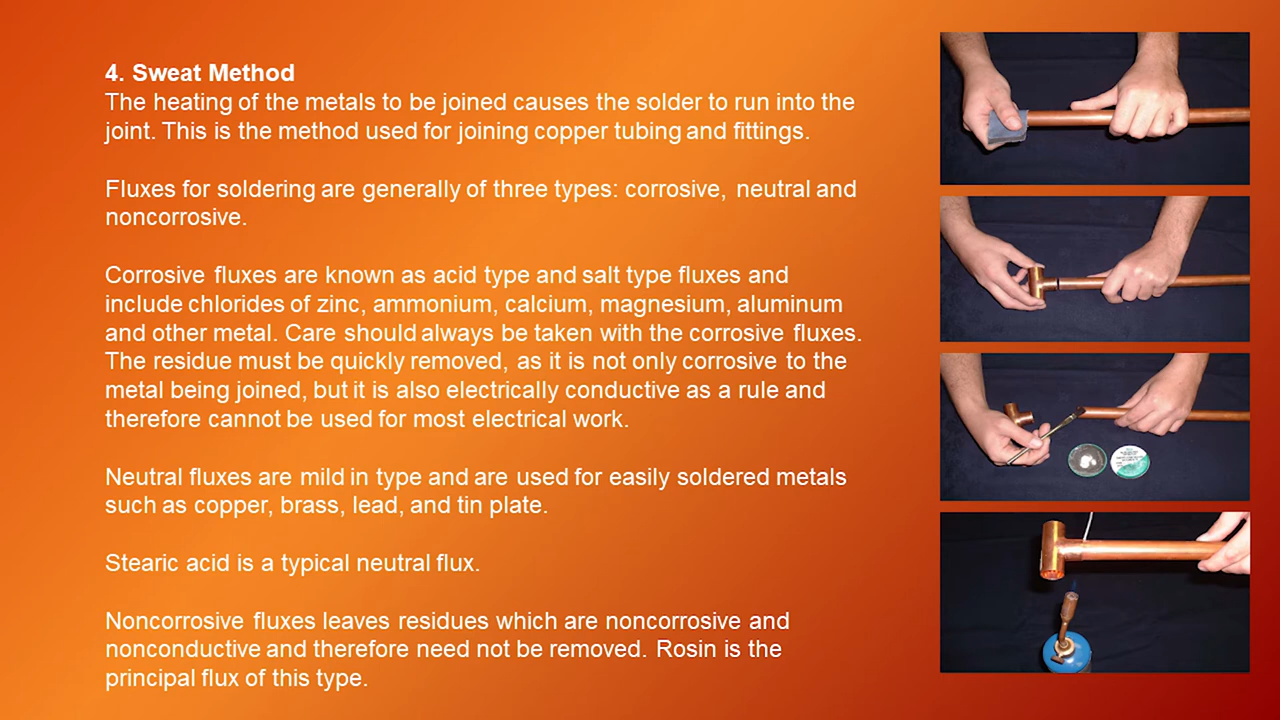 4. Sweat Method
The heating of the metals to be joined causes the solder to run into the
joint. This is the method used for joining copper tubing and fittings.
Fluxes for soldering are generally of three types: corrosive, neutral and
noncorrosive.
Corrosive fluxes are known as acid type and salt type fluxes and
include chlorides of zinc, ammonium, calcium, magnesium, aluminum
and other metal. Care should always be taken with the corrosive fluxes.
The residue must be quickly removed, as it is not only corrosive to the
metal being joined, but it is also electrically conductive as a rule and
therefore cannot be used for most electrical work.
Neutral fluxes are mild in type and are used for easily soldered metals
such as copper, brass, lead, and tin plate.
Stearic acid is a typical neutral flux.
Noncorrosive fluxes leaves residues which are noncorrosive and
nonconductive and therefore need not be removed. Rosin is the
principal flux of this type.